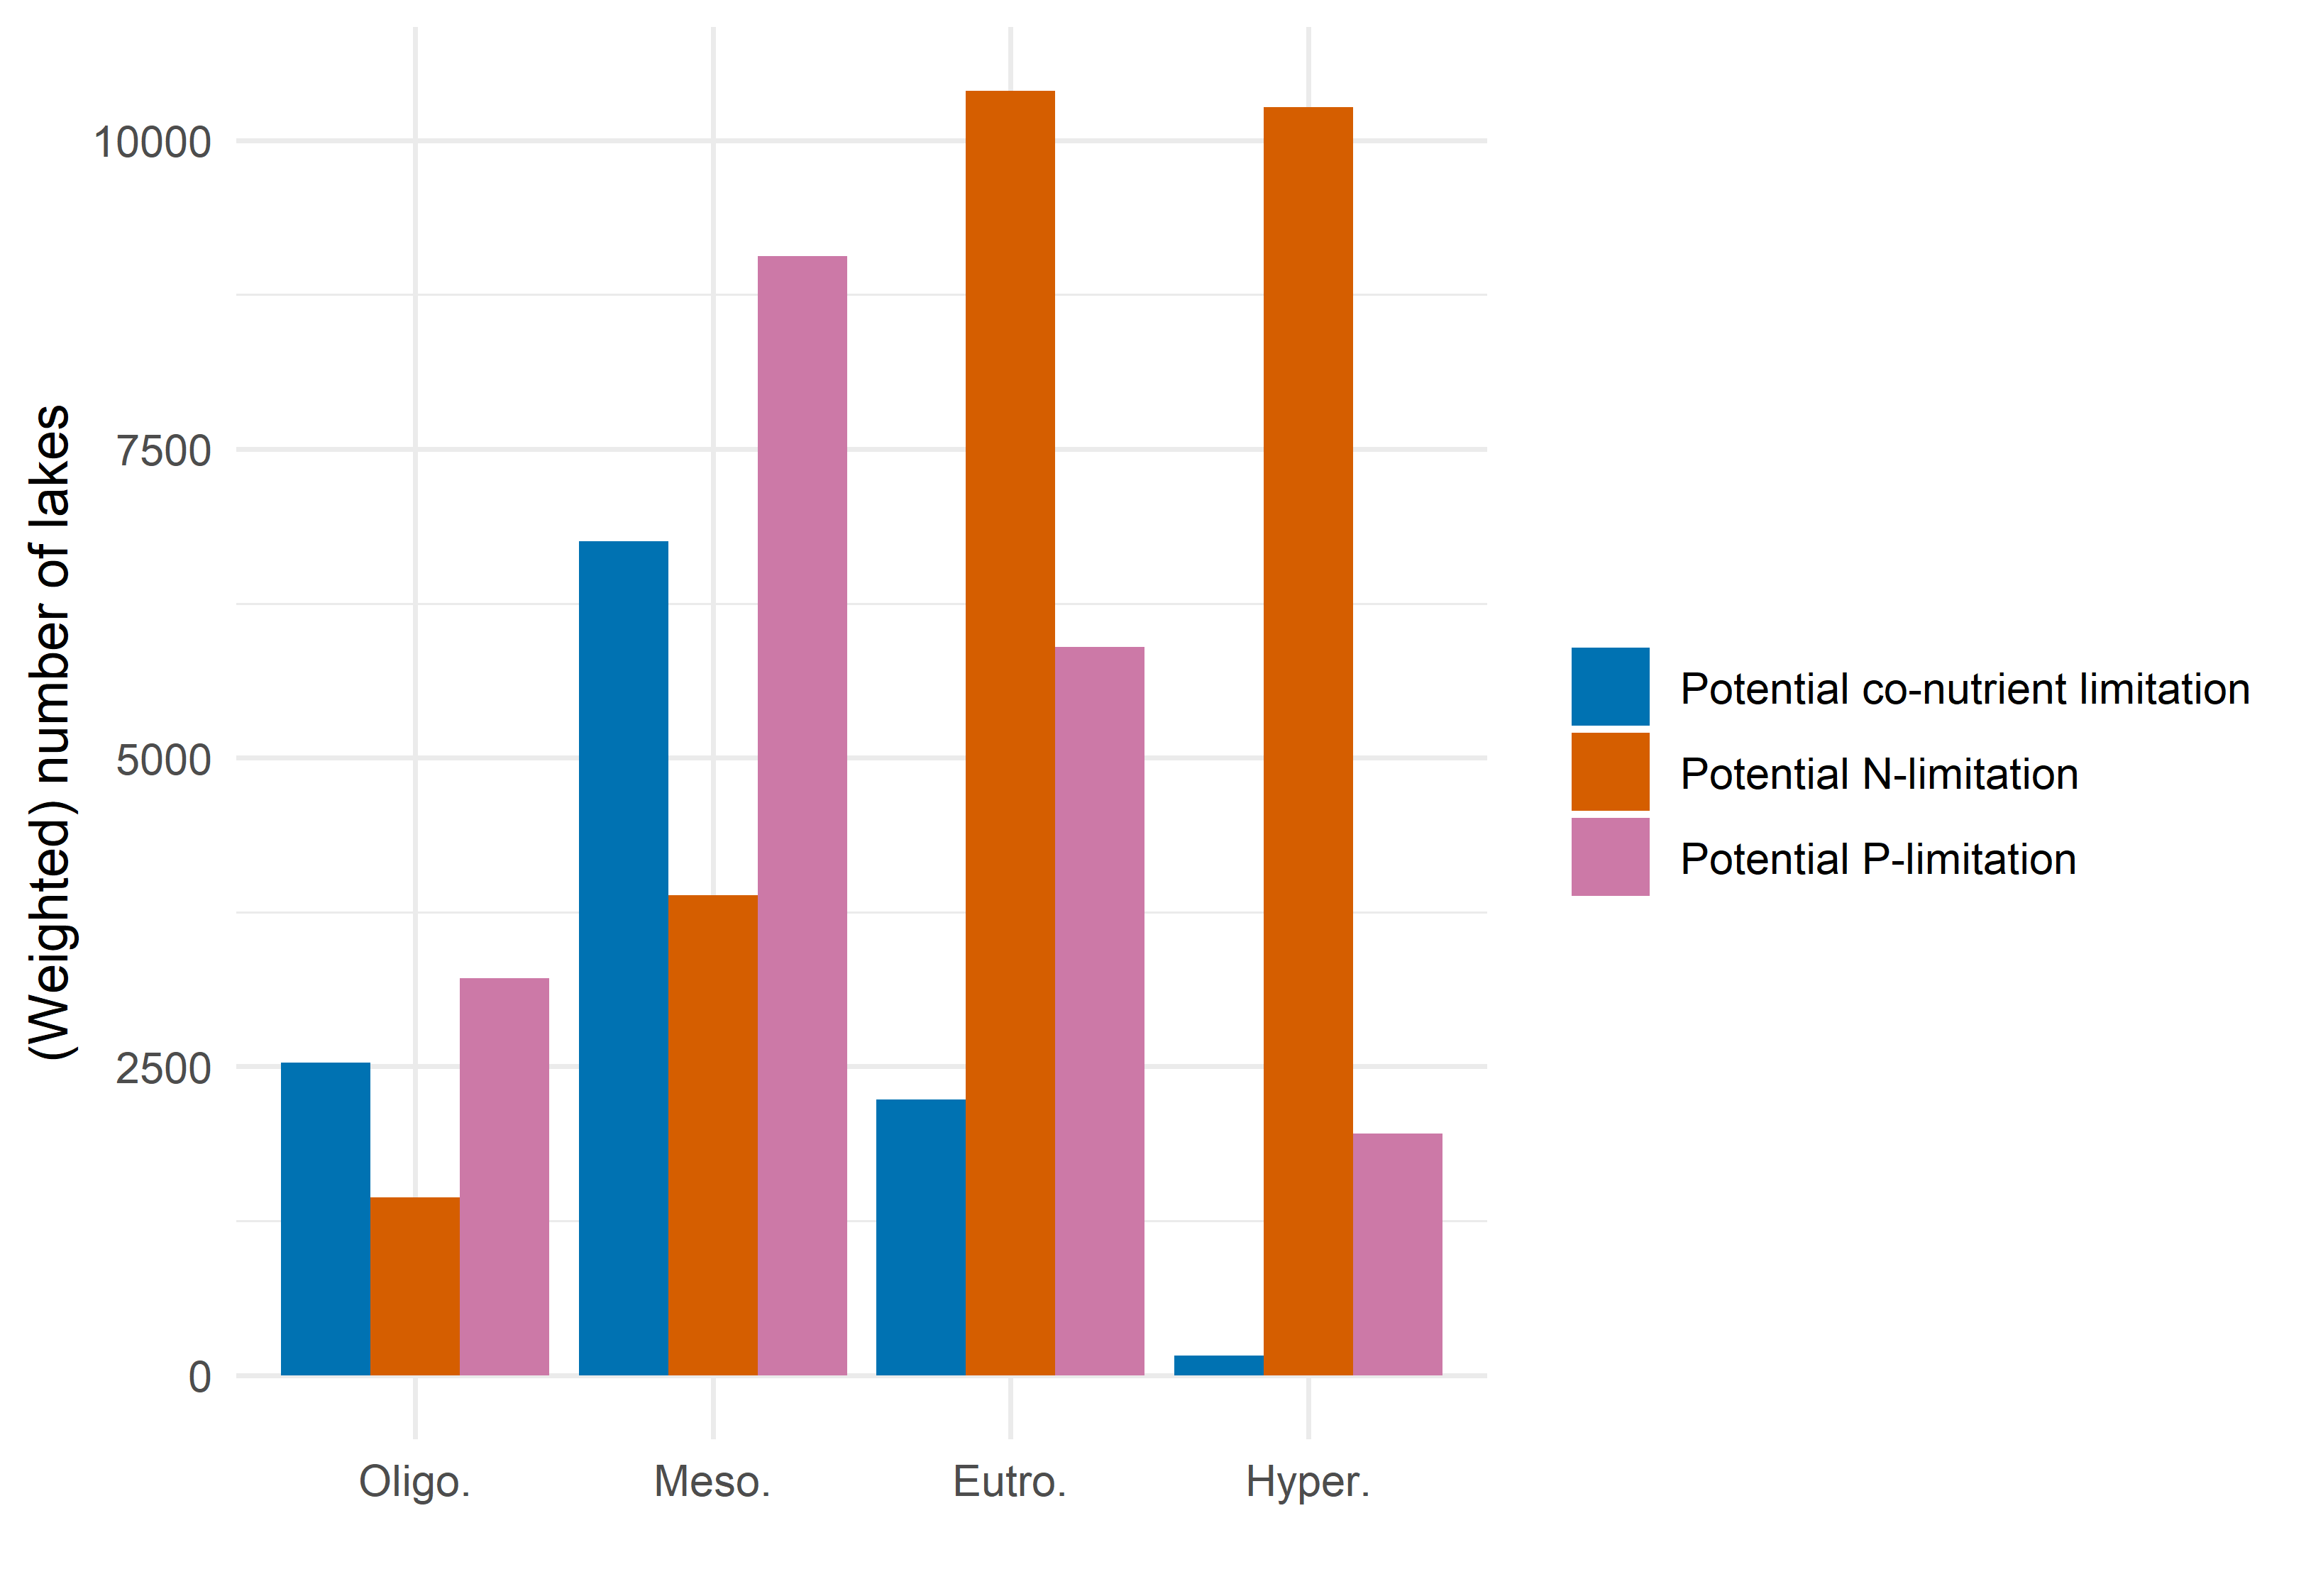 (Weighted) number of lakes
10000
7500
5000
2500
0
Oligo.
Meso.
Eutro.
Hyper.
Potential co-nutrient limitation
Potential N-limitation
Potential P-limitation